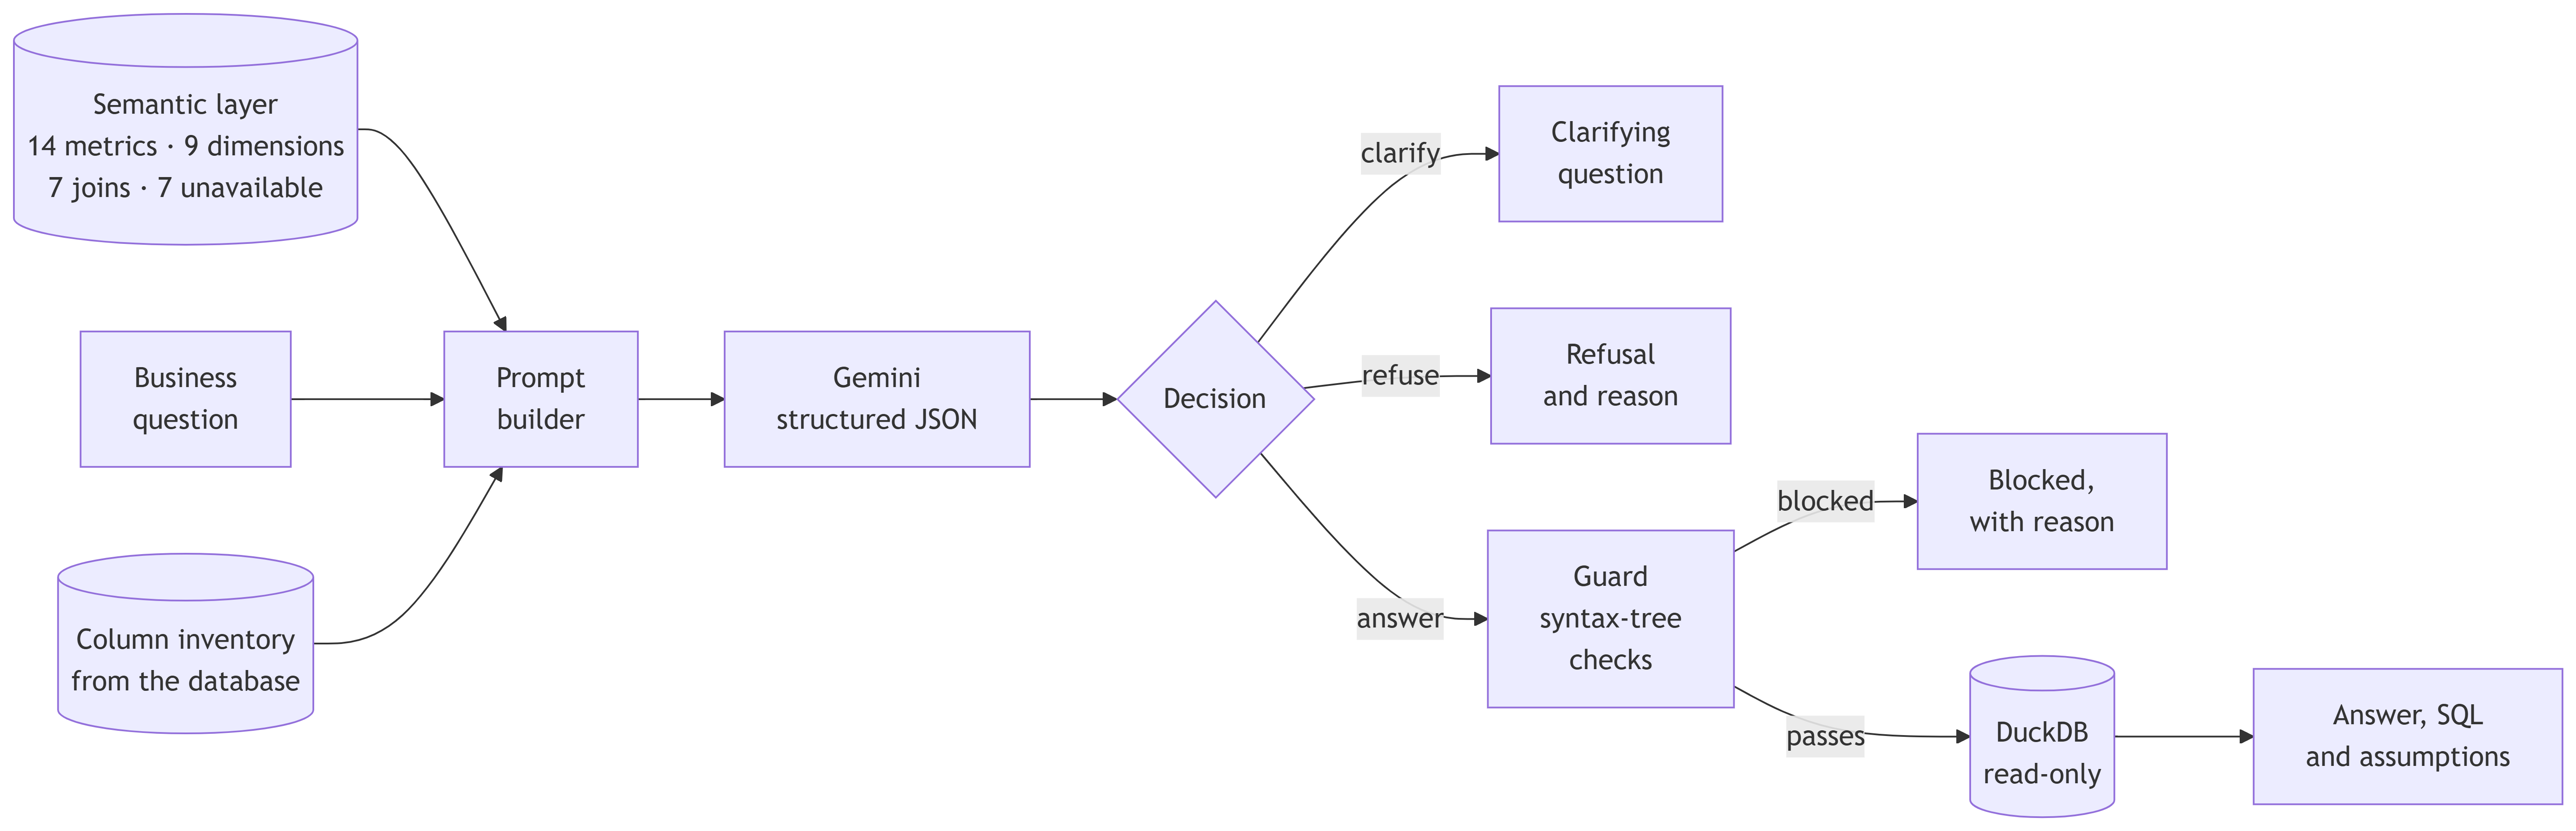 Semantic layer
14 metrics · 9 dimensions
7 joins · 7 unavailable
Business
question
Column inventory
from the database
Prompt
builder
Gemini
structured JSON
Decision
clarify
refuse
answer
Clarifying
question
Refusal
and reason
Guard
syntax-tree
checks
blocked
passes
Blocked,
with reason
DuckDB
read-only
Answer, SQL
and assumptions